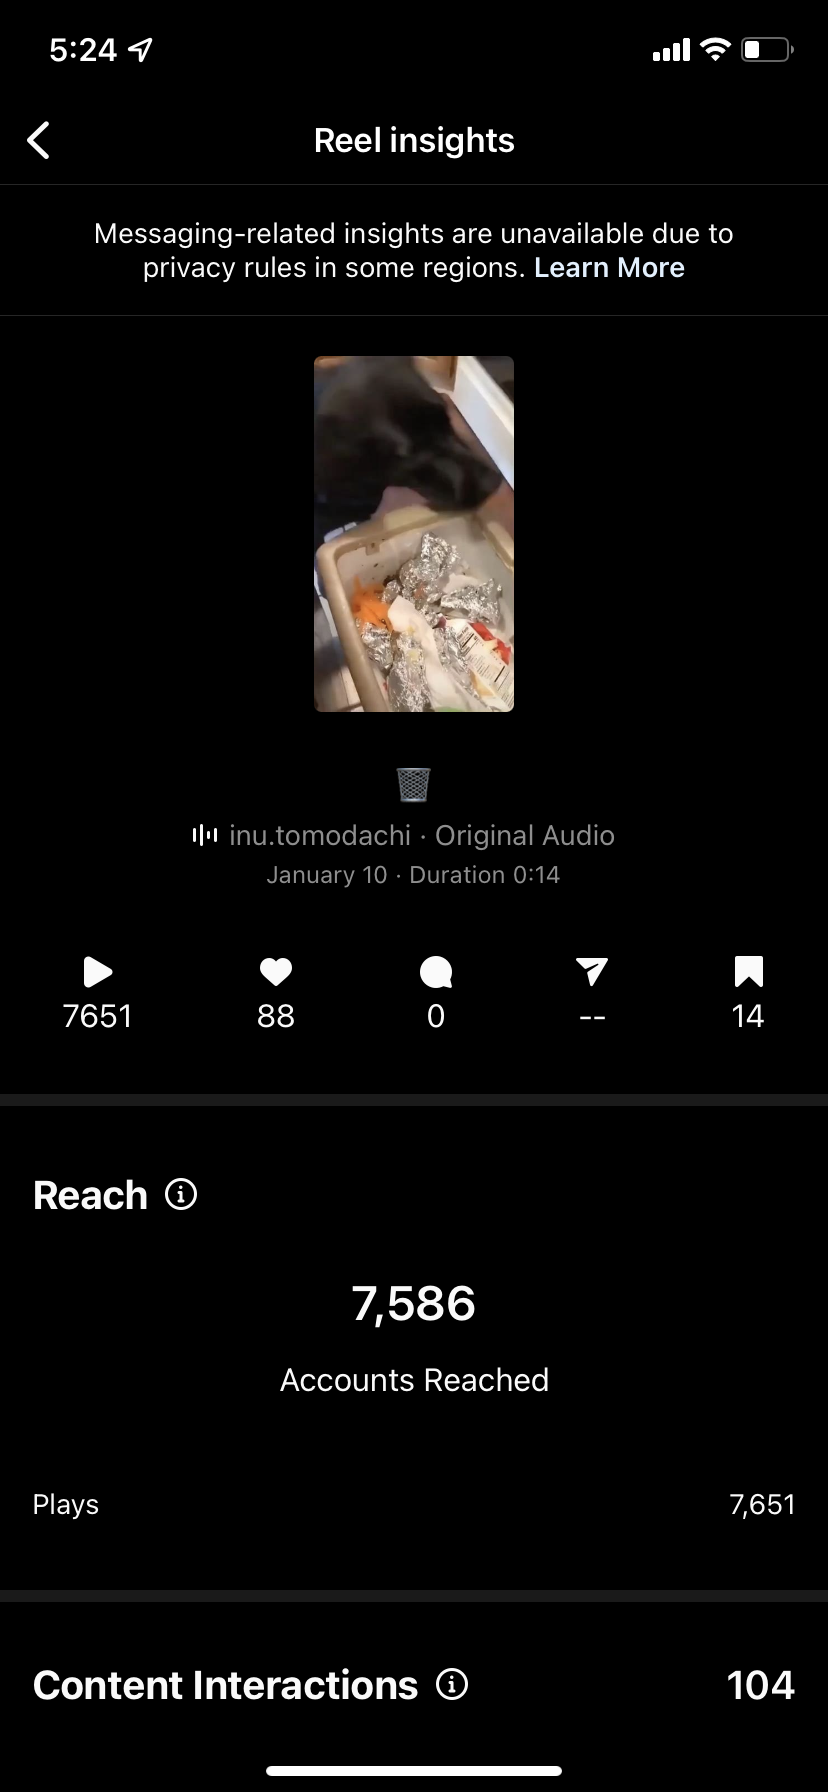 5:24
Reel insights
Messaging-related insights are unavailable due to
privacy rules in some regions. Learn More
inu.tomodachi · Original Audio
January 10 · Duration 0:14
7651 88 0 -- 14
Reach
7,586
Accounts Reached
Plays 7,651
Content Interactions 104